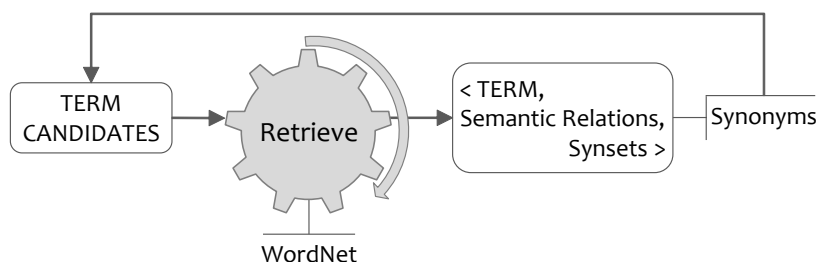 TERM
CANDIDATES
Retrieve
WordNet
< TERM,
Semantic Relations,
Synsets >
Synonyms